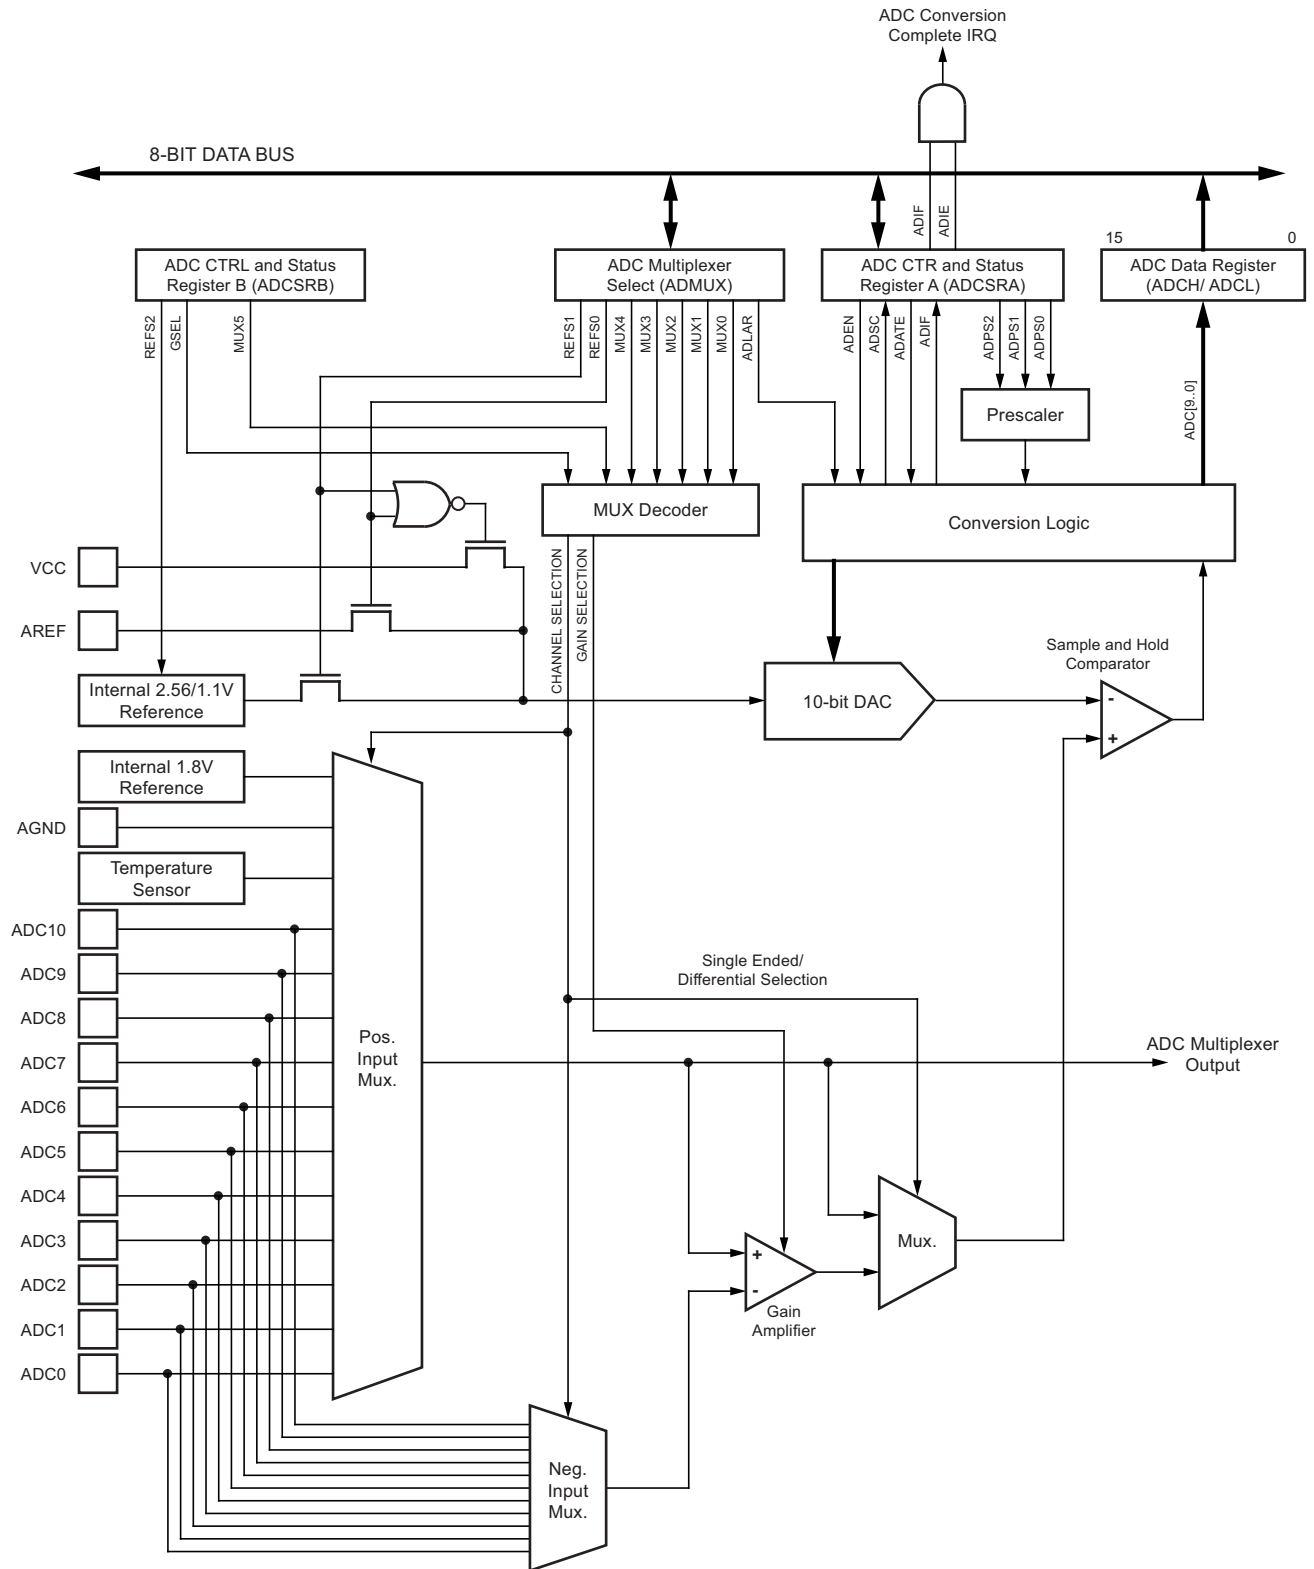 ADC Conversion
Complete IRQ
8-BIT DATA BUS
ADIF
ADIE
15
0
ADC CTRL and Status
Register B (ADCSRB)
ADC Multiplexer
Select (ADMUX)
ADC CTR and Status
Register A (ADCSRA)
ADC Data Register
(ADCH/ ADCL)
REFS2
GSEL
MUX5
REFS1
REFS0
MUX4
MUX3
MUX2
MUX1
MUX0
ADLAR
ADEN
ADSC
ADATE
ADIF
ADPS2
ADPS1
ADPS0
ADC[9..0]
Prescaler
MUX Decoder
Conversion Logic
VCC
AREF
CHANNEL SELECTION
GAIN SELECTION
Internal 2.56/1.1V
Reference
10-bit DAC
Sample and Hold
Comparator
-
+
Internal 1.8V
Reference
AGND
Temperature
Sensor
ADC10
ADC9
ADC8
ADC7
ADC6
ADC5
ADC4
ADC3
ADC2
ADC1
ADC0
Pos.
Input
Mux.
Single Ended/
Differential Selection
ADC Multiplexer
Output
Mux.
+
-
Gain
Amplifier
Neg.
Input
Mux.